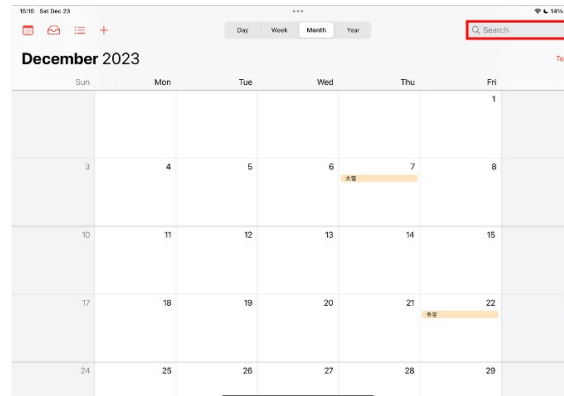 15:15 Sat Dec 23
14%
Day Week Month Year
Search
December 2023
To
Sun Mon Tue Wed Thu Fri
1
3 4 5 6 7 8
大雪
10 11 12 13 14 15
17 18 19 20 21 22
冬至
24 25 26 27 28 29